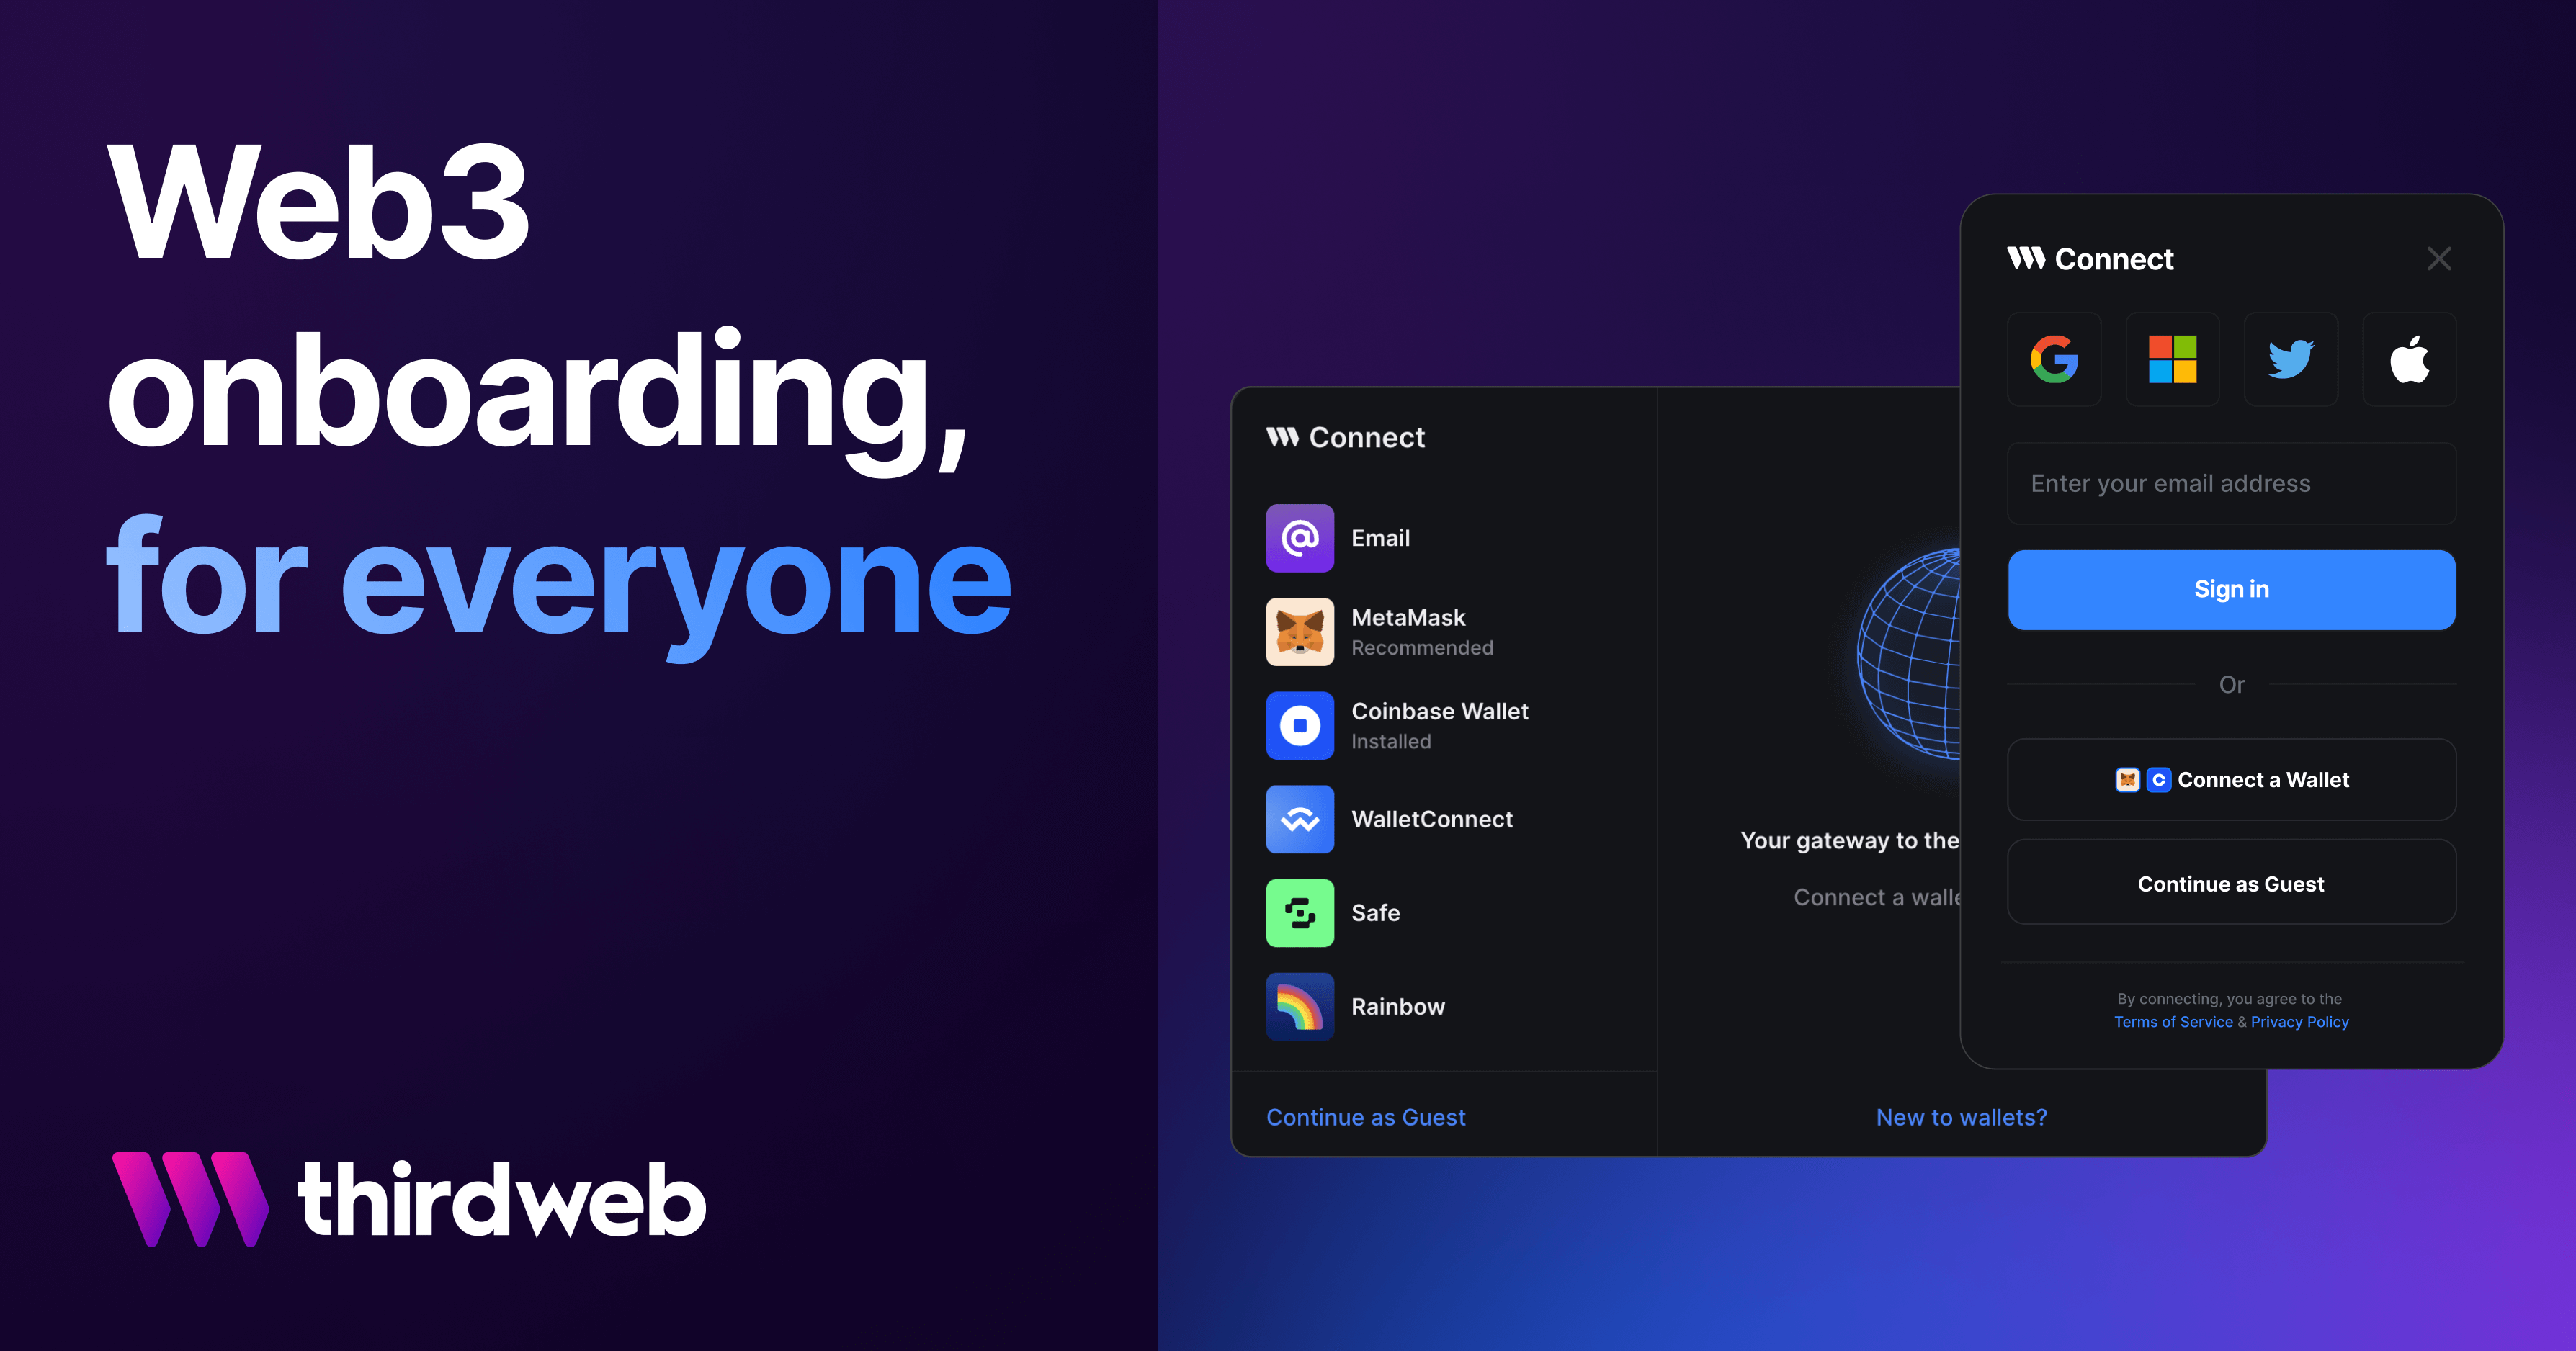 Web3
onboarding,
for everyone
thirdweb
Connect
Email
MetaMask
Recommended
Coinbase Wallet
Installed
WalletConnect
Safe
Rainbow
Continue as Guest
Your gateway to the
Connect a walle
New to wallets?
Connect
Enter your email address
Sign in
Or
Connect a Wallet
Continue as Guest
By connecting, you agree to the
Terms of Service & Privacy Policy